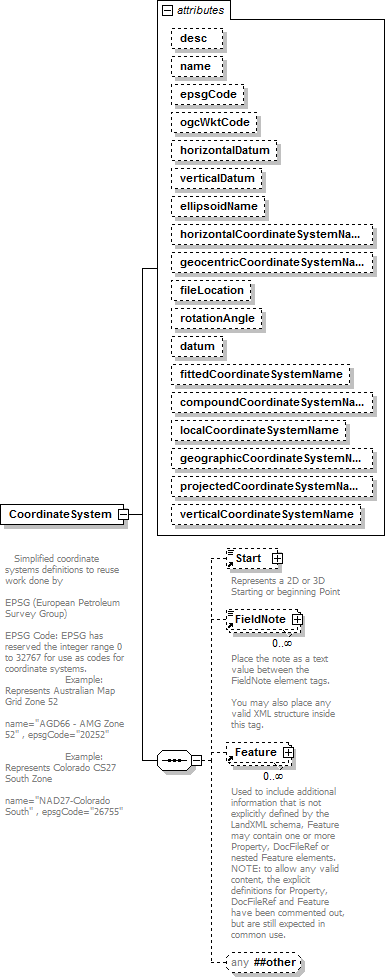 attributes
desc
name
epsgCode
ogcWktCode
horizontalDatum
verticalDatum
ellipsoidName
horizontalCoordinateSystemNa...
geocentricCoordinateSystemNa...
fileLocation
rotationAngle
datum
fittedCoordinateSystemName
compoundCoordinateSystemNa...
localCoordinateSystemName
geographicCoordinateSystemN...
projectedCoordinateSystemNa...
verticalCoordinateSystemName
CoordinateSystem
Simplified coordinate
systems definitions to reuse
work done by
EPSG (European Petroleum
Survey Group)
EPSG Code: EPSG has
reserved the integer range 0
to 32767 for use as codes for
coordinate systems.
Example:
Represents Australian Map
Grid Zone 52
name="AGD66 - AMG Zone
52" , epsgCode="20252"
Example:
Represents Colorado CS27
South Zone
name="NAD27-Colorado
South" , epsgCode="26755"
Start
Represents a 2D or 3D
Starting or beginning Point
FieldNote
0..∞
Place the note as a text
value between the
FieldNote element tags.
You may also place any
valid XML structure inside
this tag.
Feature
0..∞
Used to include additional
information that is not
explicitly defined by the
LandXML schema, Feature
may contain one or more
Property, DocFileRef or
nested Feature elements.
NOTE: to allow any valid
content, the explicit
definitions for Property,
DocFileRef and Feature
have been commented out,
but are still expected in
common use.
any ##other